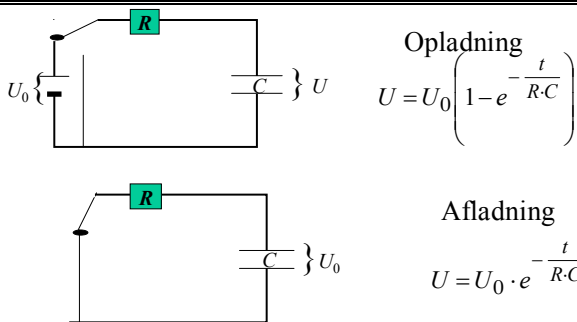 R
Opladning
U₀ { C } U
U = U₀(1 − e^(−t/(R·C)))
R
Afladning
C } U₀
U = U₀ · e^(−t/(R·C